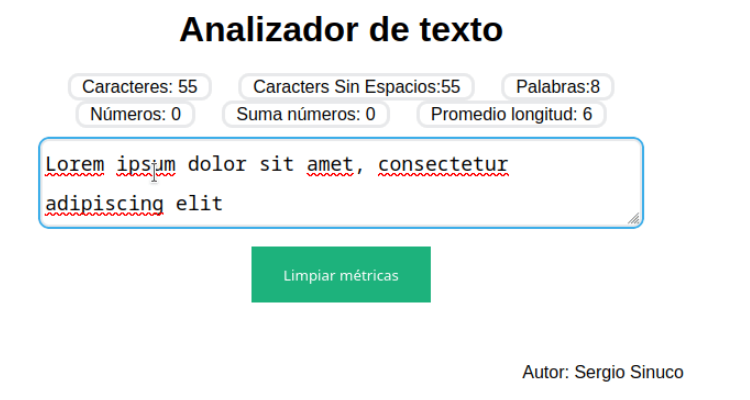 Analizador de texto
Caracteres: 55 Caracters Sin Espacios:55 Palabras:8
Números: 0 Suma números: 0 Promedio longitud: 6
Lorem ipsum dolor sit amet, consectetur
adipiscing elit
Limpiar métricas
Autor: Sergio Sinuco